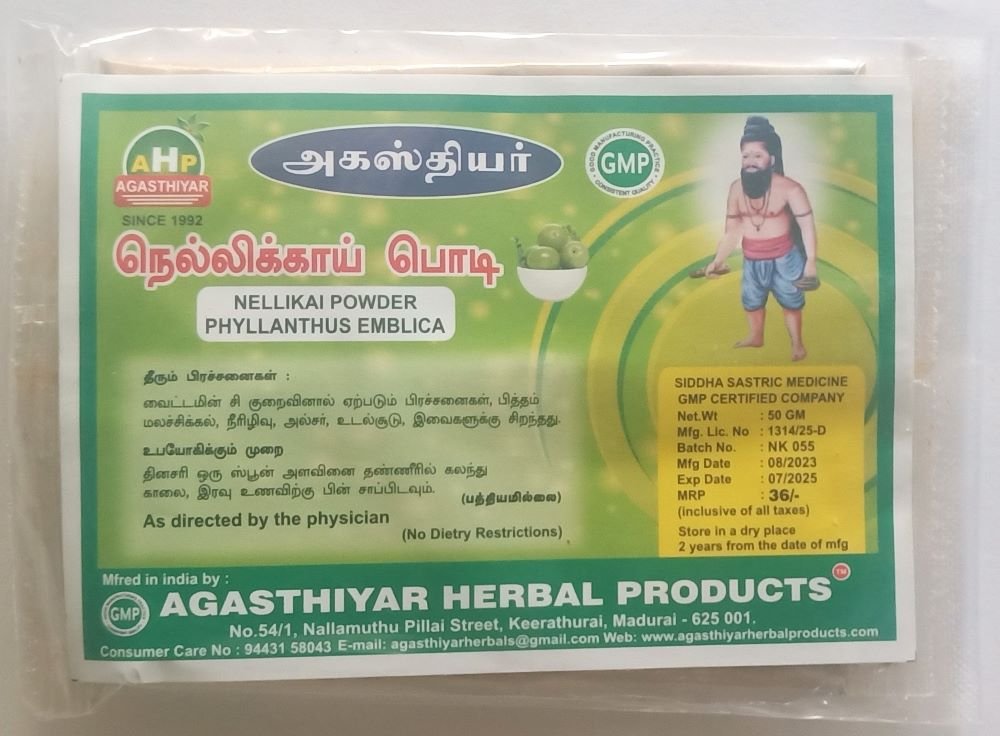 AHP
AGASTHIYAR
SINCE 1992
அகஸ்தியர்
GOOD MANUFACTURING PRACTICE
GMP
CONSISTENT QUALITY
நெல்லிக்காய் பொடி
NELLIKAI POWDER
PHYLLANTHUS EMBLICA
தீரும் பிரச்சனைகள் :
வைட்டமின் சி குறைவினால் ஏற்படும் பிரச்சனைகள், பித்தம்
மலச்சிக்கல், நீரிழிவு, அல்சர், உடல்சூடு, இவைகளுக்கு சிறந்தது.
உபயோகிக்கும் முறை
தினசரி ஒரு ஸ்பூன் அளவினை தண்ணீரில் கலந்து
காலை, இரவு உணவிற்கு பின் சாப்பிடவும்.
(பத்தியமில்லை)
As directed by the physician
(No Dietry Restrictions)
SIDDHA SASTRIC MEDICINE
GMP CERTIFIED COMPANY
Net.Wt : 50 GM
Mfg. Lic. No : 1314/25-D
Batch No. : NK 055
Mfg Date : 08/2023
Exp Date : 07/2025
MRP : 36/-
(inclusive of all taxes)
Store in a dry place
2 years from the date of mfg
Mfred in india by :
GMP
AGASTHIYAR HERBAL PRODUCTS TM
No.54/1, Nallamuthu Pillai Street, Keerathurai, Madurai - 625 001.
Consumer Care No : 94431 58043 E-mail: agasthiyarherbals@gmail.com Web: www.agasthiyarherbalproducts.com